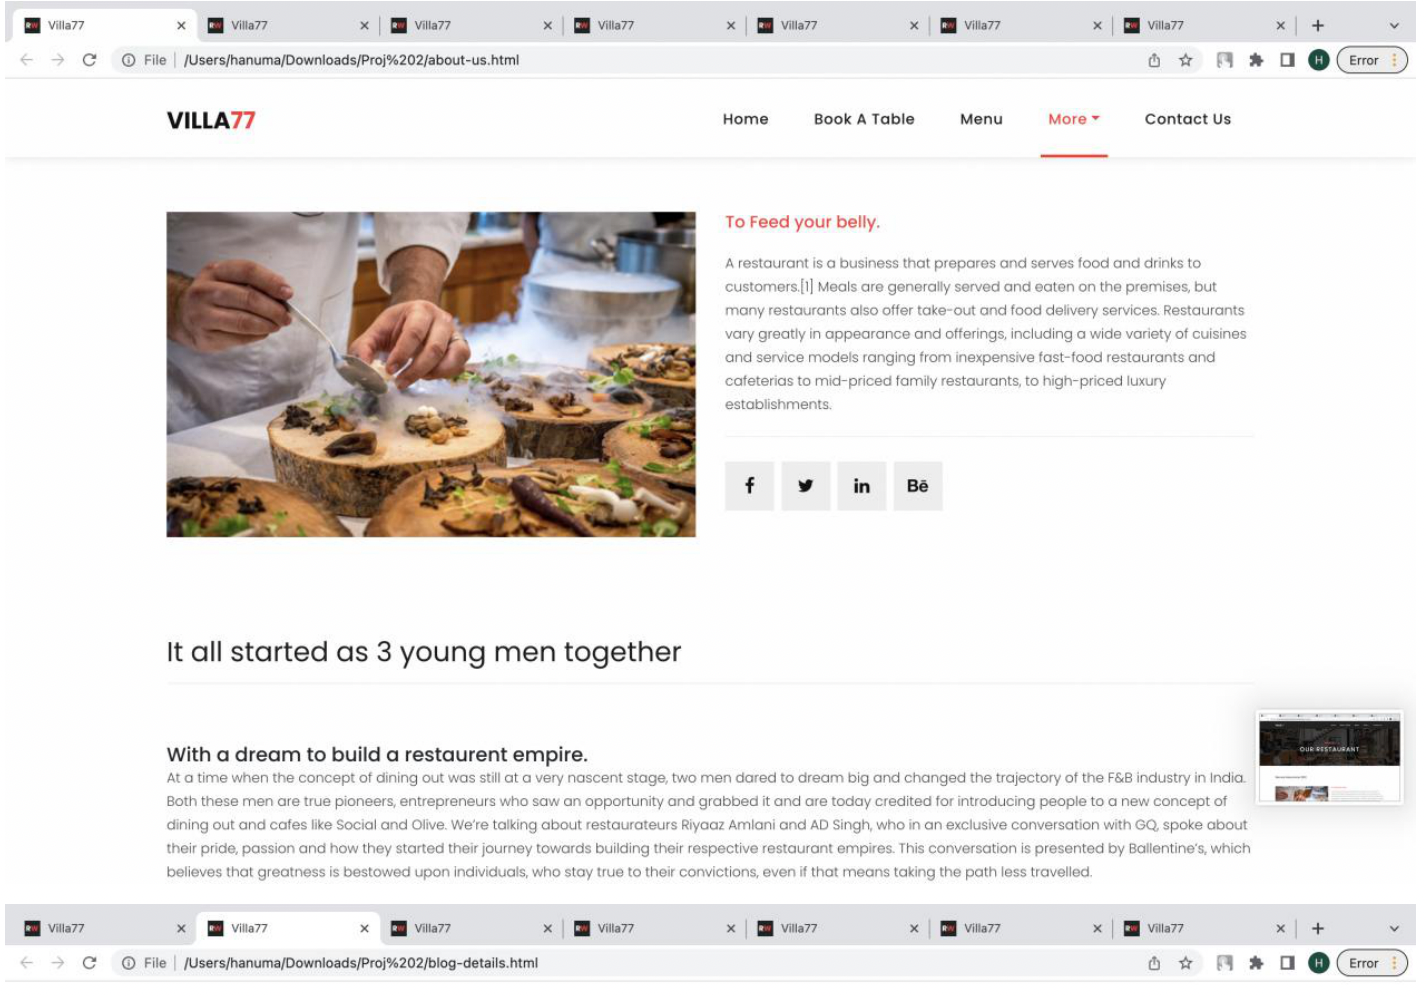 Villa77 Villa77 Villa77 Villa77 Villa77 Villa77 Villa77
File /Users/hanuma/Downloads/Proj%202/about-us.html H Error
VILLA77 Home Book A Table Menu More Contact Us
To Feed your belly.
A restaurant is a business that prepares and serves food and drinks to
customers.[1] Meals are generally served and eaten on the premises, but
many restaurants also offer take-out and food delivery services. Restaurants
vary greatly in appearance and offerings, including a wide variety of cuisines
and service models ranging from inexpensive fast-food restaurants and
cafeterias to mid-priced family restaurants, to high-priced luxury
establishments.
f in Bē
It all started as 3 young men together
OUR RESTAURANT
With a dream to build a restaurent empire.
At a time when the concept of dining out was still at a very nascent stage, two men dared to dream big and changed the trajectory of the F&B industry in India.
Both these men are true pioneers, entrepreneurs who saw an opportunity and grabbed it and are today credited for introducing people to a new concept of
dining out and cafes like Social and Olive. We're talking about restaurateurs Riyaaz Amlani and AD Singh, who in an exclusive conversation with GQ, spoke about
their pride, passion and how they started their journey towards building their respective restaurant empires. This conversation is presented by Ballentine's, which
believes that greatness is bestowed upon individuals, who stay true to their convictions, even if that means taking the path less travelled.
Villa77 Villa77 Villa77 Villa77 Villa77 Villa77 Villa77
File /Users/hanuma/Downloads/Proj%202/blog-details.html H Error